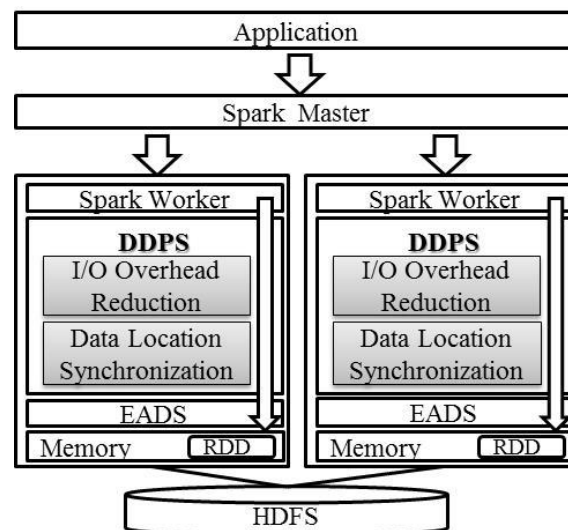 Application
Spark Master
Spark Worker
DDPS
I/O Overhead
Reduction
Data Location
Synchronization
EADS
Memory
RDD
Spark Worker
DDPS
I/O Overhead
Reduction
Data Location
Synchronization
EADS
Memory
RDD
HDFS